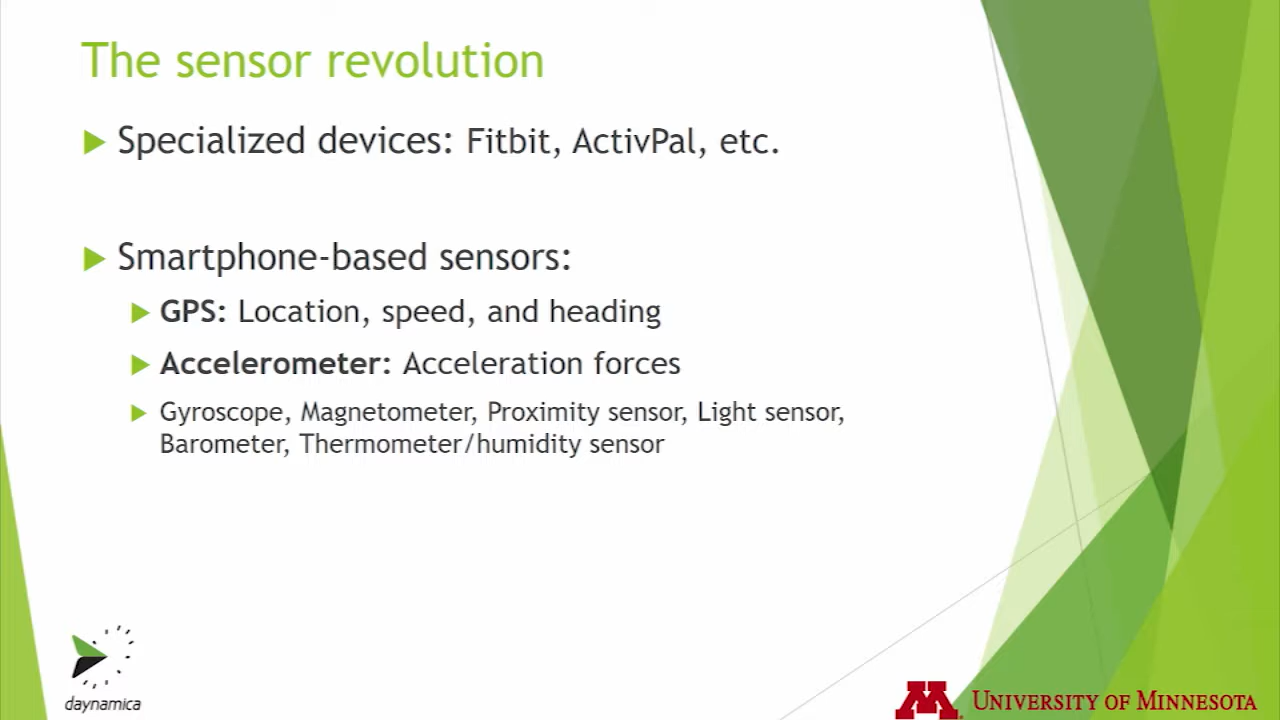 The sensor revolution
Specialized devices: Fitbit, ActivPal, etc.
Smartphone-based sensors:
GPS: Location, speed, and heading
Accelerometer: Acceleration forces
Gyroscope, Magnetometer, Proximity sensor, Light sensor,
Barometer, Thermometer/humidity sensor
daynamica
M
UNIVERSITY OF MINNESOTA